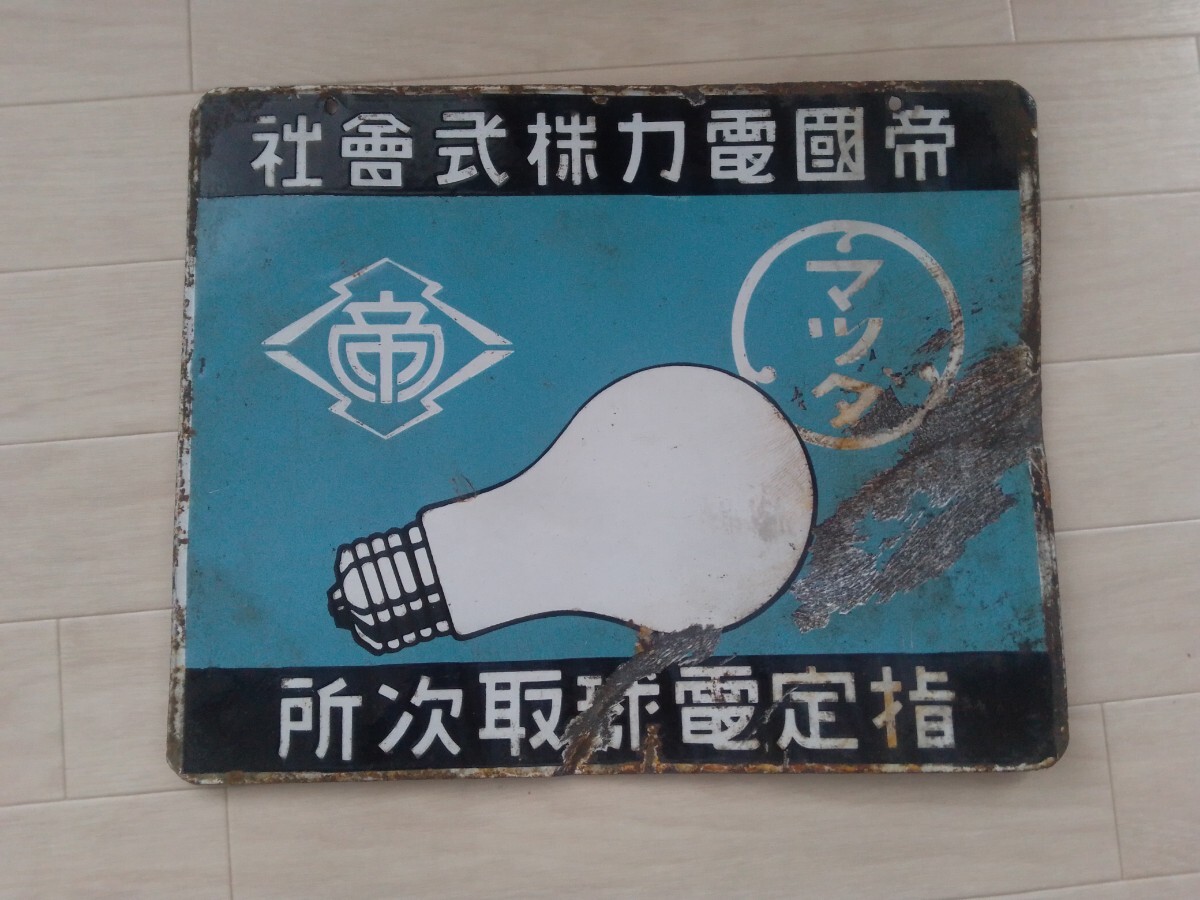 帝國電力株式會社
帝
マツダ
指定電球取次所